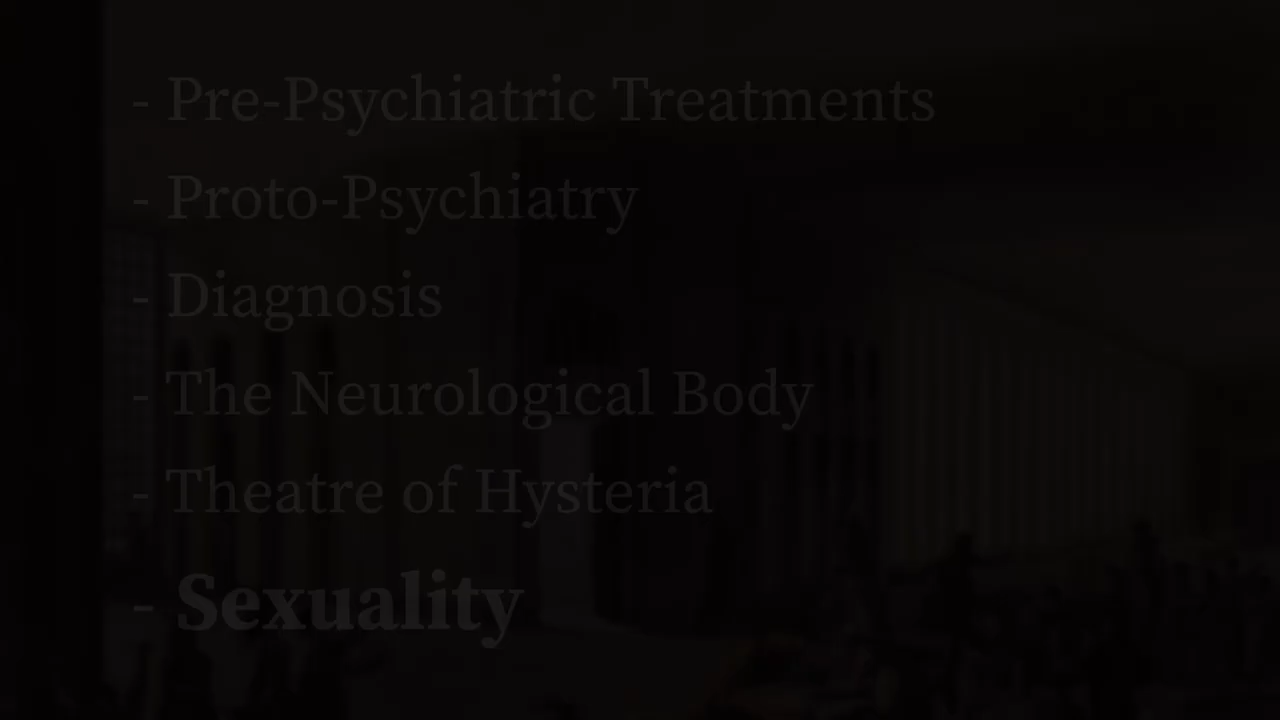 - Pre-Psychiatric Treatments
- Proto-Psychiatry
- Diagnosis
- The Neurological Body
- Theatre of Hysteria
- Sexuality